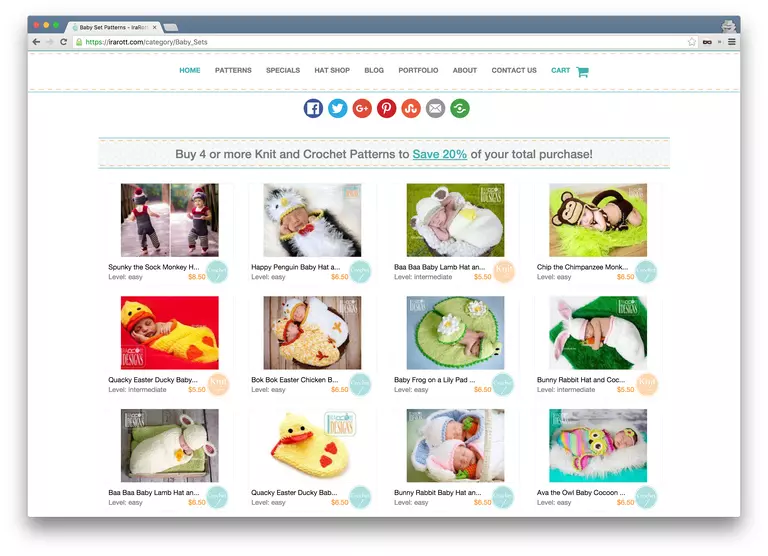 Baby Set Patterns - IraRott
https://irarott.com/category/Baby_Sets
HOME PATTERNS SPECIALS HAT SHOP BLOG PORTFOLIO ABOUT CONTACT US CART
Buy 4 or more Knit and Crochet Patterns to Save 20% of your total purchase!
Spunky the Sock Monkey H...
Level: easy $8.50
Happy Penguin Baby Hat a...
Level: easy $6.50
Baa Baa Baby Lamb Hat an...
Level: intermediate $5.50
Knit
Chip the Chimpanzee Monk...
Level: easy $6.50
DESIGNS
Quacky Easter Ducky Baby...
Level: intermediate $5.50
Knit
Bok Bok Easter Chicken B...
Level: easy $6.50
Baby Frog on a Lily Pad ...
Level: easy $6.50
Bunny Rabbit Hat and Coc...
Level: intermediate $5.50
Knit
Baa Baa Baby Lamb Hat an...
Level: easy $6.50
DESIGNS
Quacky Easter Ducky Bab...
Level: easy $6.50
Bunny Rabbit Baby Hat an...
Level: easy $6.50
Ava the Owl Baby Cocoon ...
Level: easy $6.50